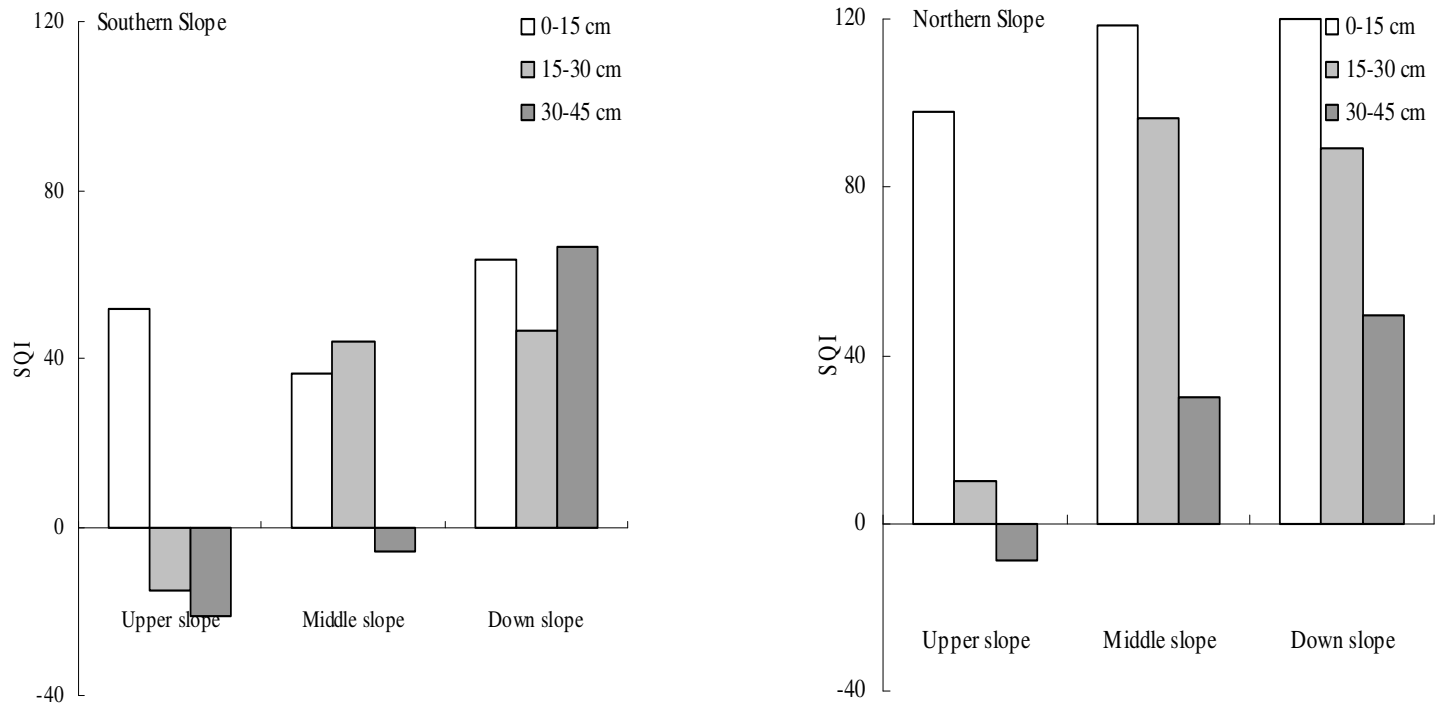 Southern Slope
0-15 cm
15-30 cm
30-45 cm
120
80
40
0
-40
SQI
Upper slope
Middle slope
Down slope
Northern Slope
0-15 cm
15-30 cm
30-45 cm
120
80
40
0
-40
SQI
Upper slope
Middle slope
Down slope